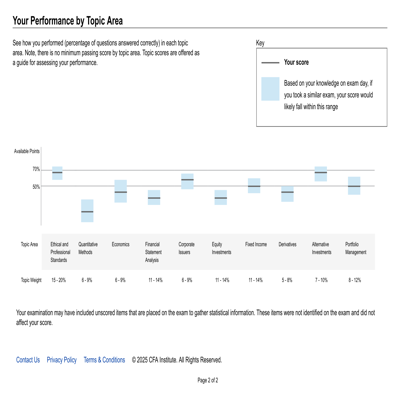 Your Performance by Topic Area
See how you performed (percentage of questions answered correctly) in each topic
area. Note, there is no minimum passing score by topic area. Topic scores are offered as
a guide for assessing your performance.
Key
Your score
Based on your knowledge on exam day, if
you took a similar exam, your score would
likely fall within this range
Available Points
70%
50%
Topic Area
Ethical and
Professional
Standards
Quantitative
Methods
Economics
Financial
Statement
Analysis
Corporate
Issuers
Equity
Investments
Fixed Income
Derivatives
Alternative
Investments
Portfolio
Management
Topic Weight
15 - 20%
6 - 9%
6 - 9%
11 - 14%
6 - 9%
11 - 14%
11 - 14%
5 - 8%
7 - 10%
8 - 12%
Your examination may have included unscored items that are placed on the exam to gather statistical information. These items were not identified on the exam and did not
affect your score.
Contact Us Privacy Policy Terms & Conditions © 2025 CFA Institute. All Rights Reserved.
Page 2 of 2